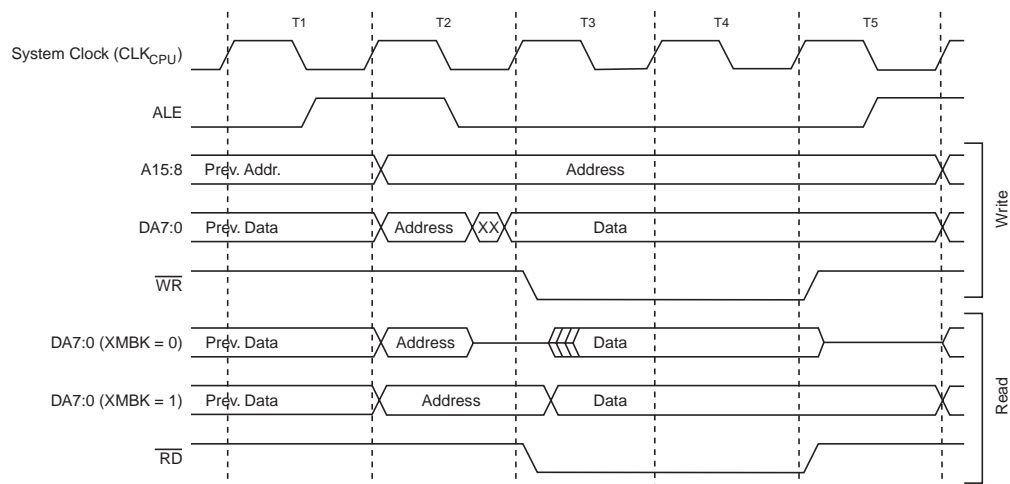 T1 T2 T3 T4 T5
System Clock (CLKCPU)
ALE
A15:8 Prev. Addr. Address
DA7:0 Prev. Data Address XX Data
WR
DA7:0 (XMBK = 0) Prev. Data Address Data
DA7:0 (XMBK = 1) Prev. Data Address Data
RD
Write
Read